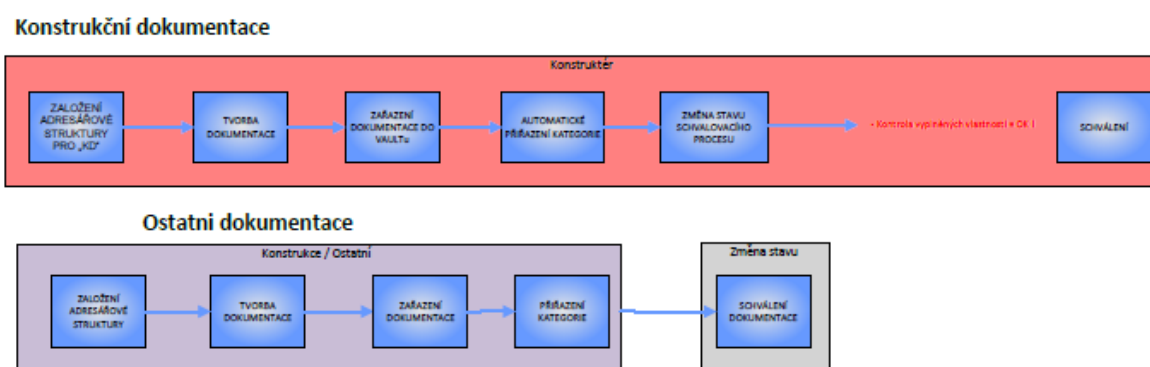 Konstrukční dokumentace
Konstruktér
ZALOŽENÍ
ADRESÁŘOVÉ
STRUKTURY
PRO „KD"
TVORBA
DOKUMENTACE
ZAŘAZENÍ
DOKUMENTACE DO
VAULTu
AUTOMATICKÉ
PŘIŘAZENÍ KATEGORIE
ZMĚNA STAVU
SCHVALOVACÍHO
PROCESU
- Kontrola vyplněných vlastností
SCHVÁLENÍ
Ostatni dokumentace
Konstrukce / Ostatní
ZALOŽENÍ
ADRESÁŘOVÉ
STRUKTURY
TVORBA
DOKUMENTACE
ZAŘAZENÍ
DOKUMENTACE
PŘIŘAZENÍ
KATEGORIE
Změna stavu
SCHVÁLENÍ
DOKUMENTACE